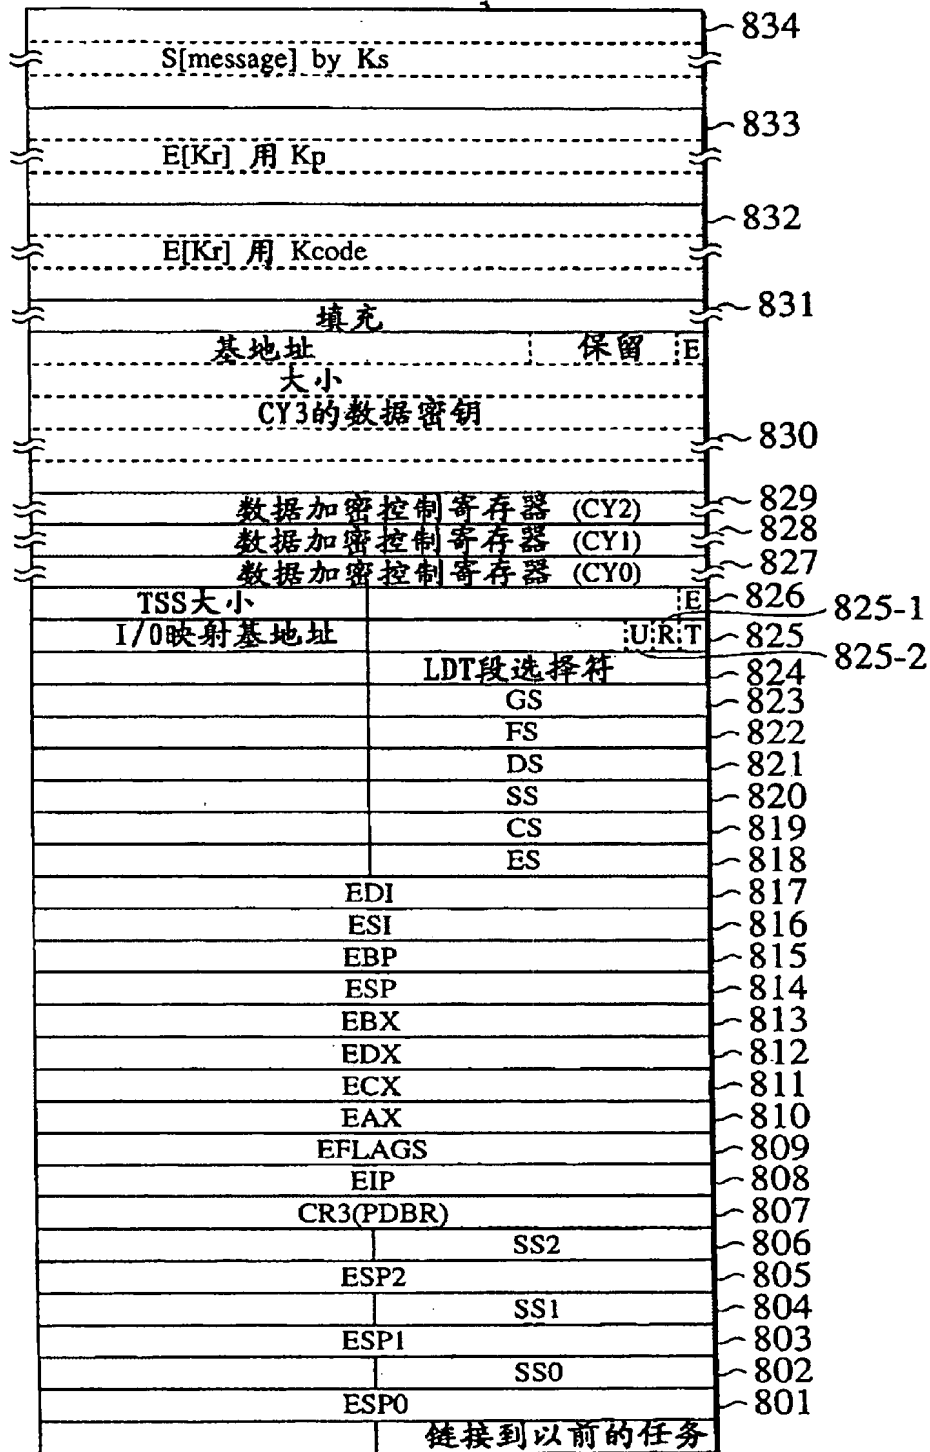 834
S[message] by Ks
833
E[Kr] 用 Kp
832
E[Kr] 用 Kcode
831
填充
基地址 保留 E
大小
CY3的数据密钥
830
829
数据加密控制寄存器 (CY2)
828
数据加密控制寄存器 (CY1)
827
数据加密控制寄存器 (CY0)
TSS大小 E 826
825-1
I/0映射基地址 U R T 825
825-2
LDT段选择符 824
GS 823
FS 822
DS 821
SS 820
CS 819
ES 818
EDI 817
ESI 816
EBP 815
ESP 814
EBX 813
EDX 812
ECX 811
EAX 810
EFLAGS 809
EIP 808
CR3(PDBR) 807
SS2 806
ESP2 805
SS1 804
ESP1 803
SS0 802
ESP0 801
链接到以前的任务